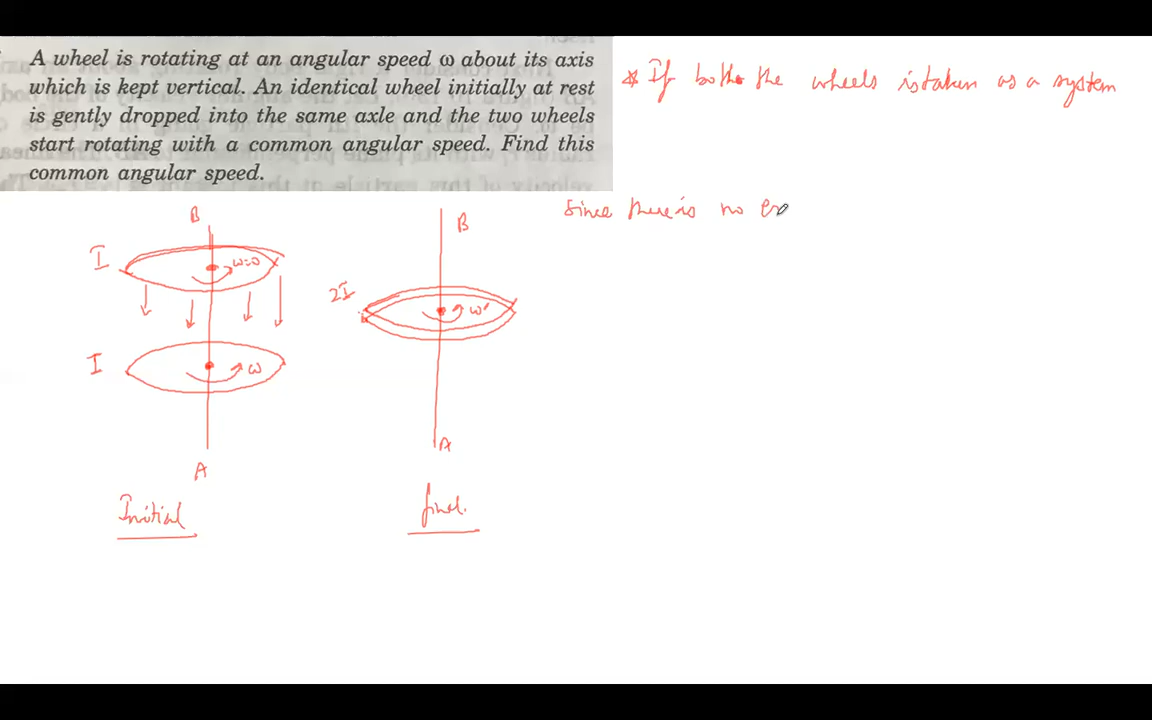 A wheel is rotating at an angular speed ω about its axis
which is kept vertical. An identical wheel initially at rest
is gently dropped into the same axle and the two wheels
start rotating with a common angular speed. Find this
common angular speed.
* If both the wheels is taken as a system
Since there is no
B
I
ω=0
I
ω
A
Initial
B
2I
ω'
A
final.